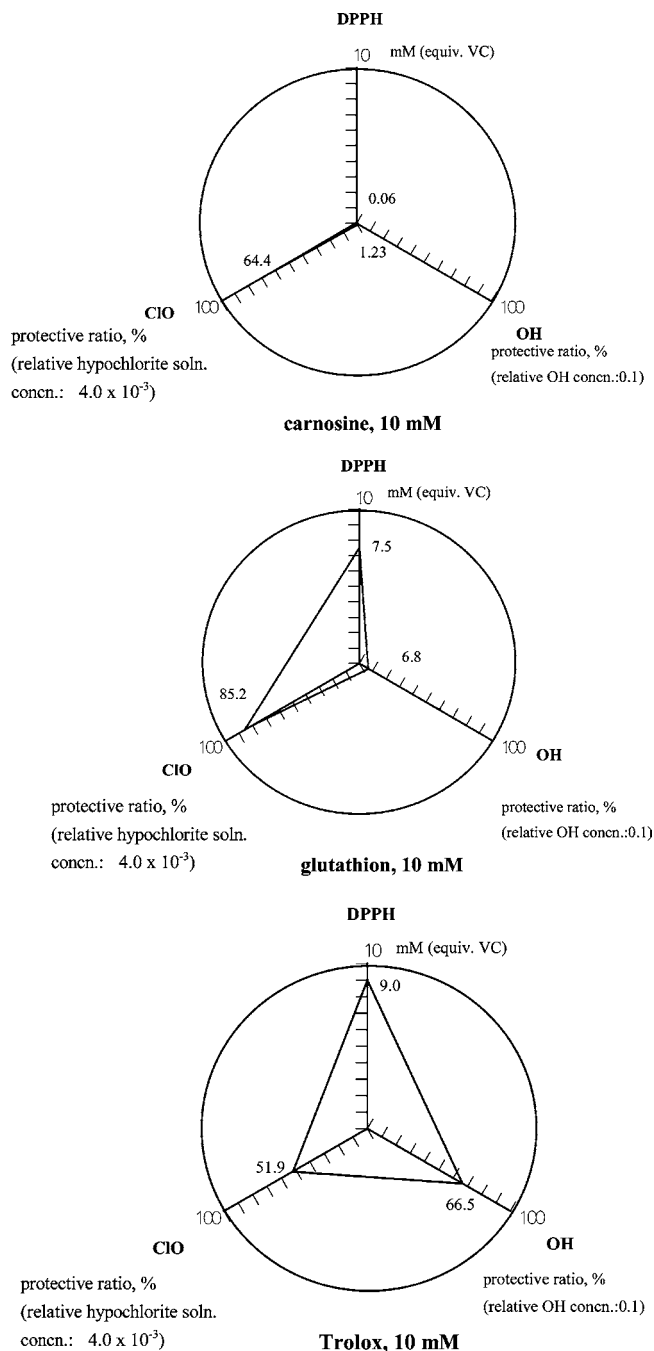 DPPH
10 mM (equiv. VC)
0.06
64.4
1.23
ClO 100
100
OH
protective ratio, %
(relative hypochlorite soln.
concn.: 4.0 x 10⁻³)
protective ratio, %
(relative OH concn.:0.1)
carnosine, 10 mM
DPPH
10 mM (equiv. VC)
7.5
6.8
85.2
100
100
OH
ClO
protective ratio, %
(relative hypochlorite soln.
concn.: 4.0 x 10⁻³)
protective ratio, %
(relative OH concn.:0.1)
glutathion, 10 mM
DPPH
10 mM (equiv. VC)
9.0
51.9
66.5
100
100
ClO
OH
protective ratio, %
(relative hypochlorite soln.
concn.: 4.0 x 10⁻³)
protective ratio, %
(relative OH concn.:0.1)
Trolox, 10 mM